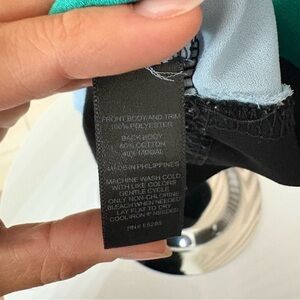 FRONT BODY AND TRIM
100% POLYESTER
BACK BODY
60% COTTON
40% MODAL
MADE IN PHILIPPINES
MACHINE WASH COLD
WITH LIKE COLORS
GENTLE CYCLE
ONLY NON-CHLORINE
BLEACH WHEN NEEDED
LAY FLAT TO DRY
COOL IRON IF NEEDED
RN#